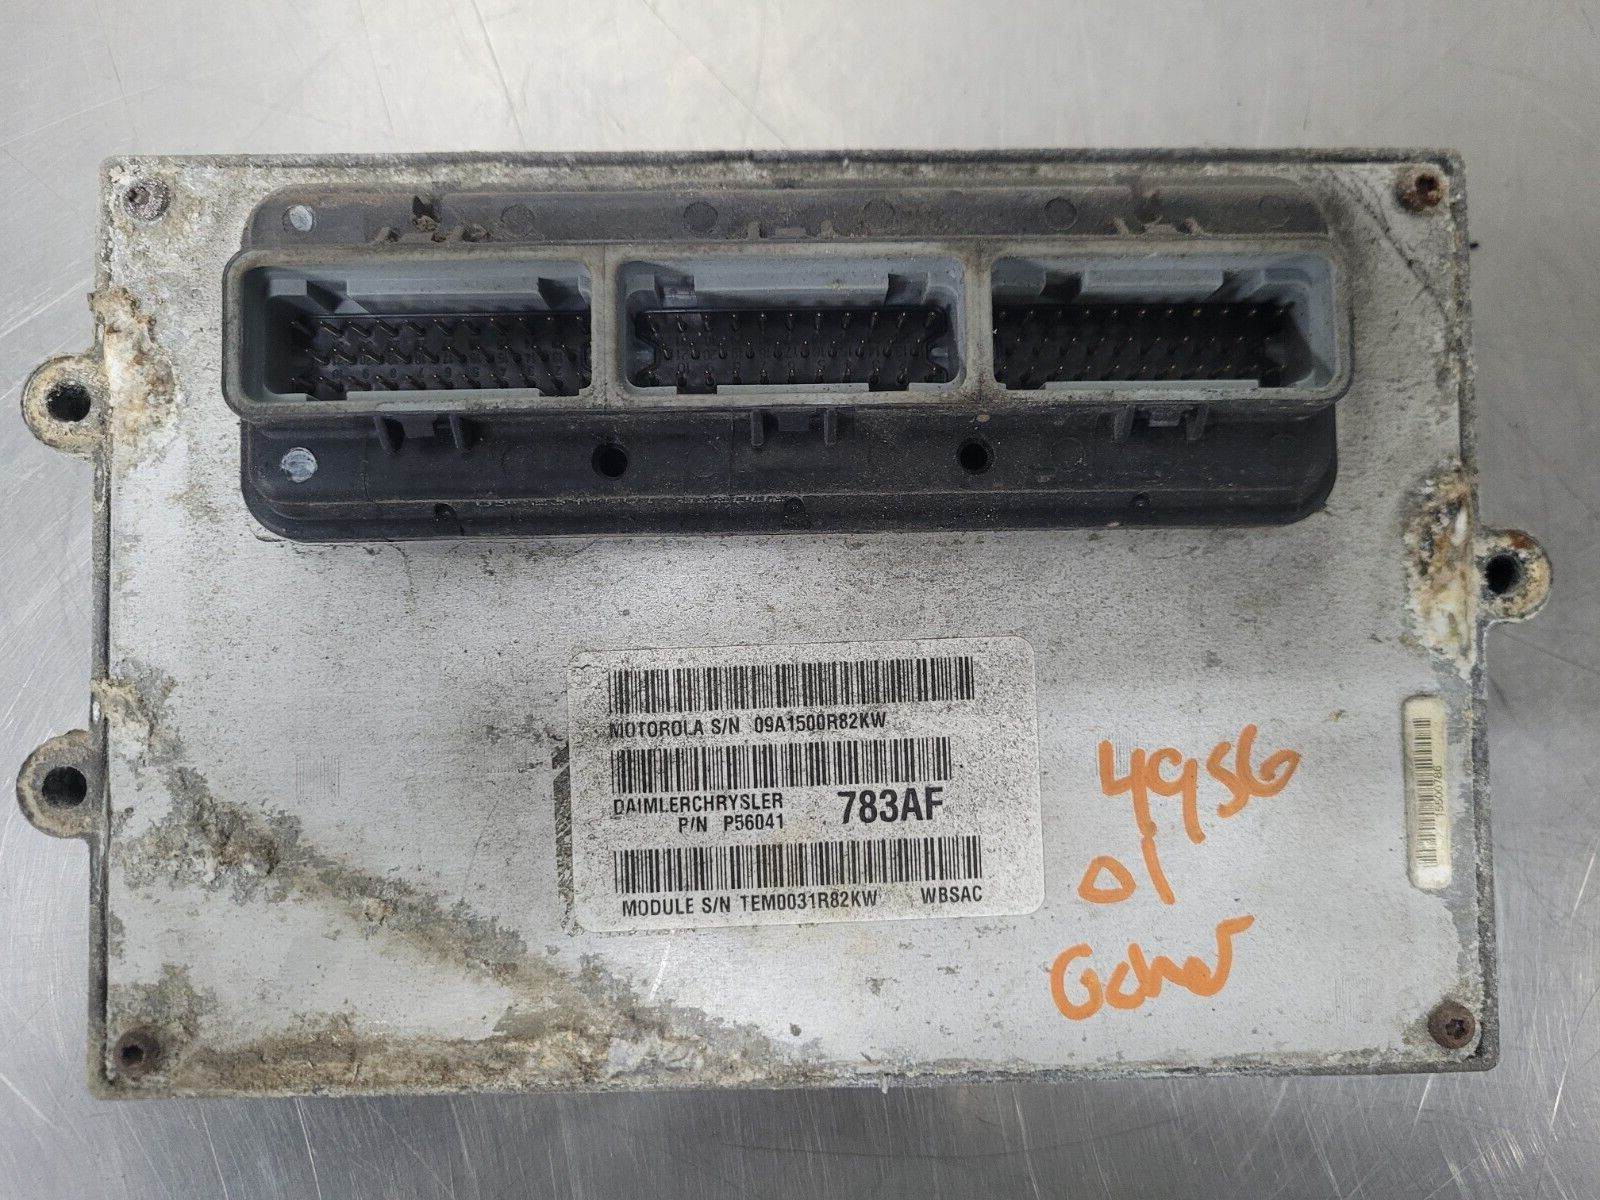 MOTOROLA S/N 09A1500R82KW
DAIMLERCHRYSLER
P/N P56041 783AF
MODULE S/N TEM0031R82KW WBSAC
4956
01